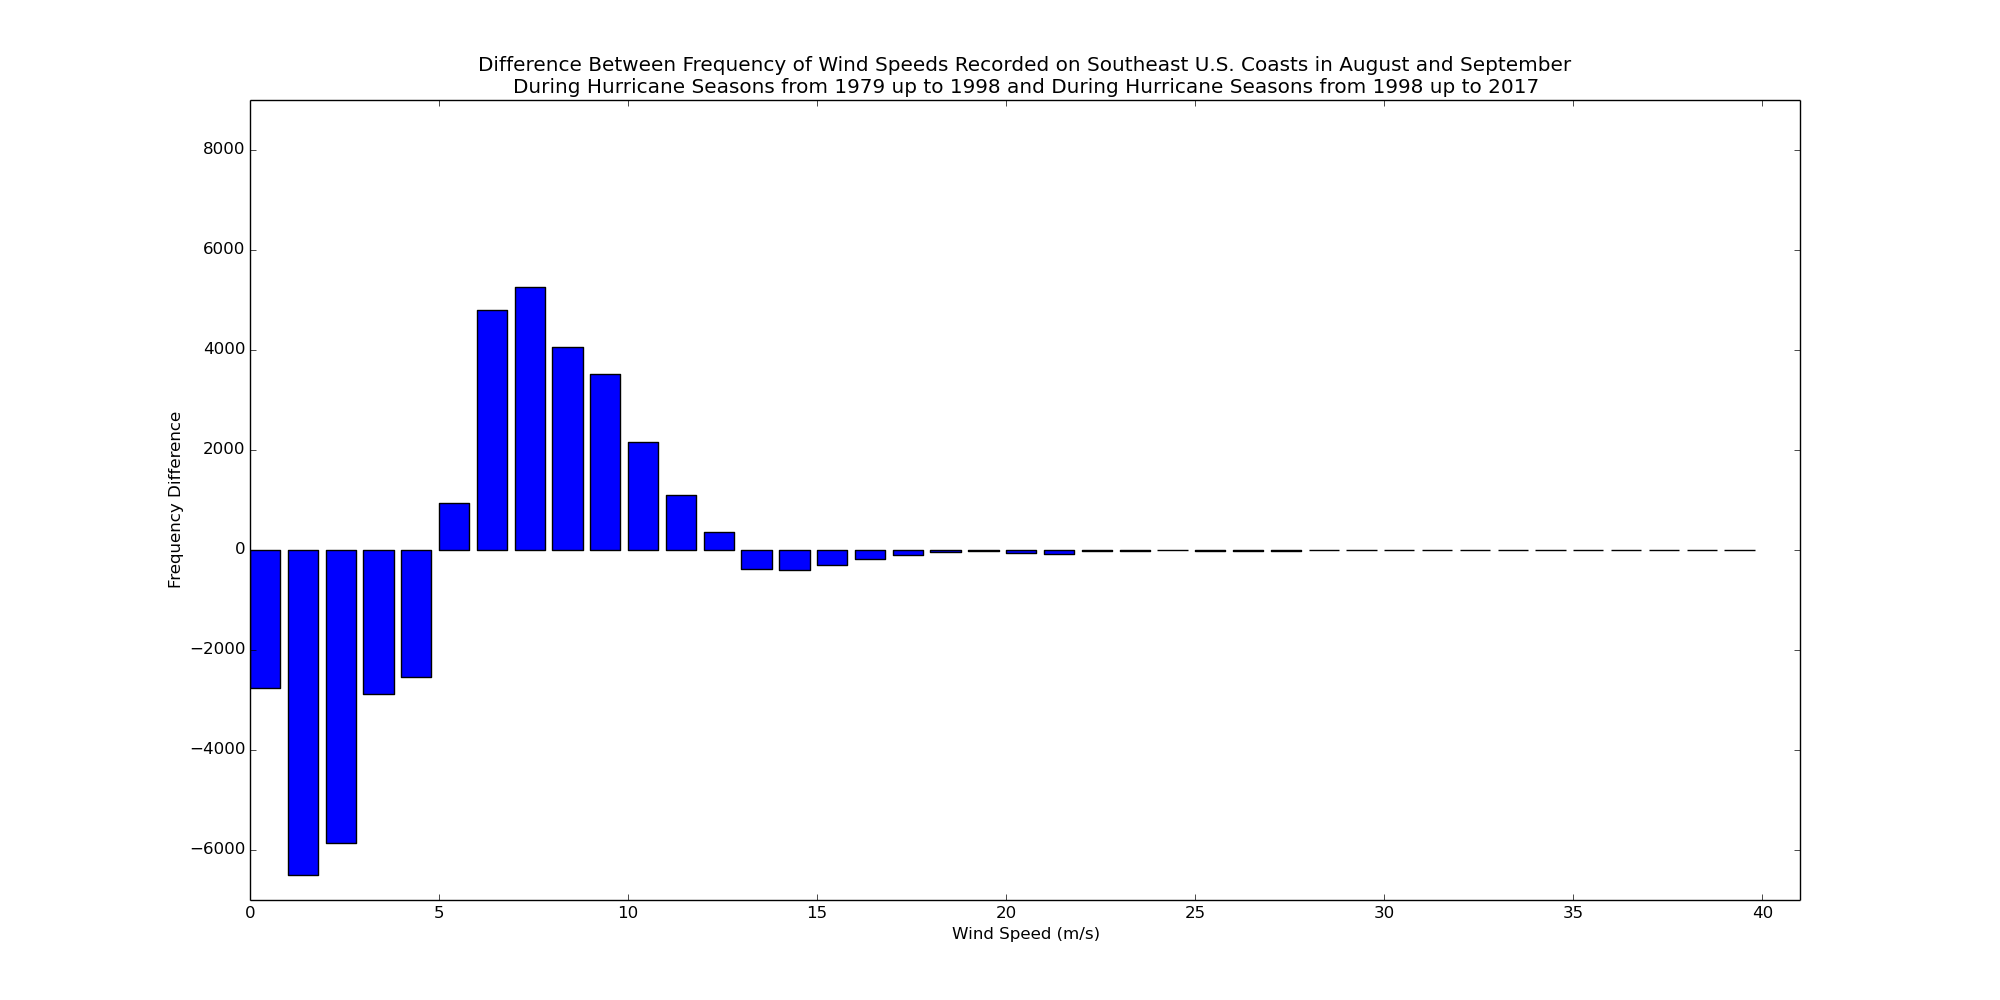 Difference Between Frequency of Wind Speeds Recorded on Southeast U.S. Coasts in August and September
During Hurricane Seasons from 1979 up to 1998 and During Hurricane Seasons from 1998 up to 2017
8000
6000
4000
2000
0
−2000
−4000
−6000
Frequency Difference
0 5 10 15 20 25 30 35 40
Wind Speed (m/s)